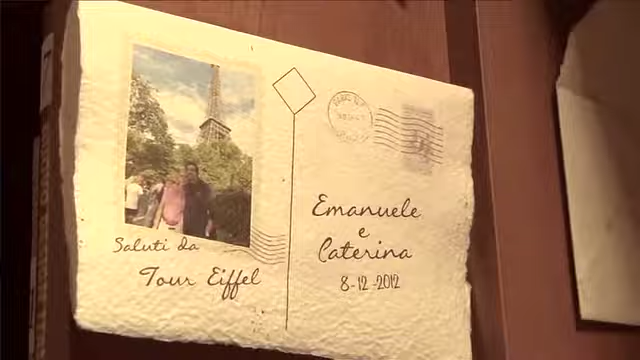 Saluti da
Tour Eiffel
Emanuele
e
Caterina
8-12-2012